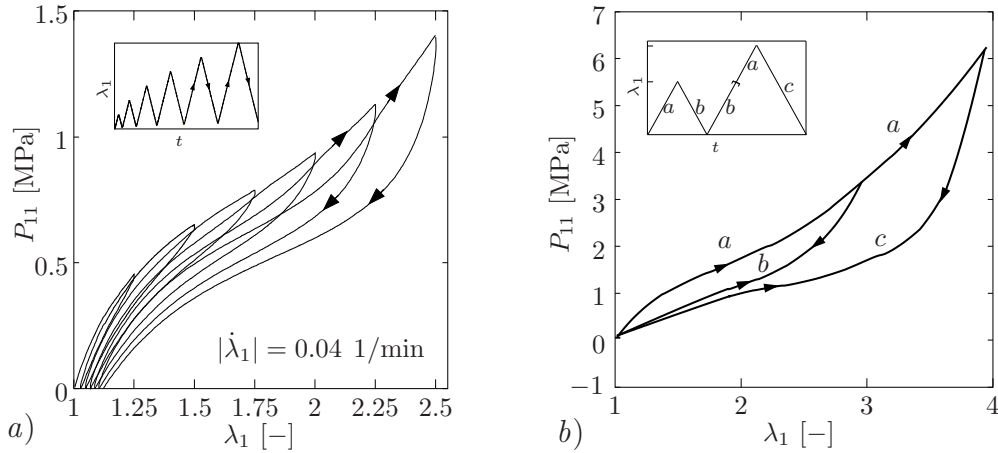 1.5
1
0.5
0
P₁₁ [MPa]
λ₁
t
|λ̇₁| = 0.04 1/min
1 1.25 1.5 1.75 2 2.25 2.5
a) λ₁ [−]
7
6
5
4
3
2
1
0
−1
P₁₁ [MPa]
λ₁
a b b a c
t
a
a
b
c
1 2 3 4
b) λ₁ [−]